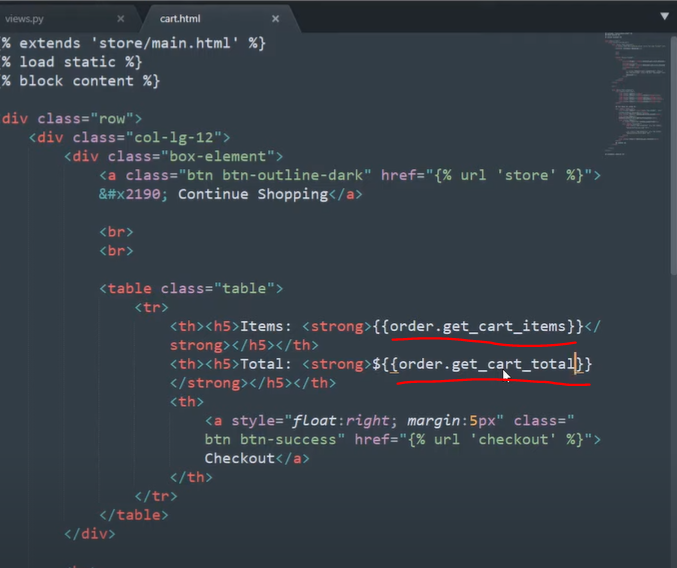 views.py
cart.html
% extends 'store/main.html' %}
% load static %}
% block content %}
div class="row">
<div class="col-lg-12">
<div class="box-element">
<a class="btn btn-outline-dark" href="{% url 'store' %}">
&#x2190; Continue Shopping</a>
<br>
<br>
<table class="table">
<tr>
<th><h5>Items: <strong>{{order.get_cart_items}}</
strong></h5></th>
<th><h5>Total: <strong>${{order.get_cart_total}}
</strong></h5></th>
<th>
<a style="float:right; margin:5px" class="
btn btn-success" href="{% url 'checkout' %}">
Checkout</a>
</th>
</tr>
</table>
</div>